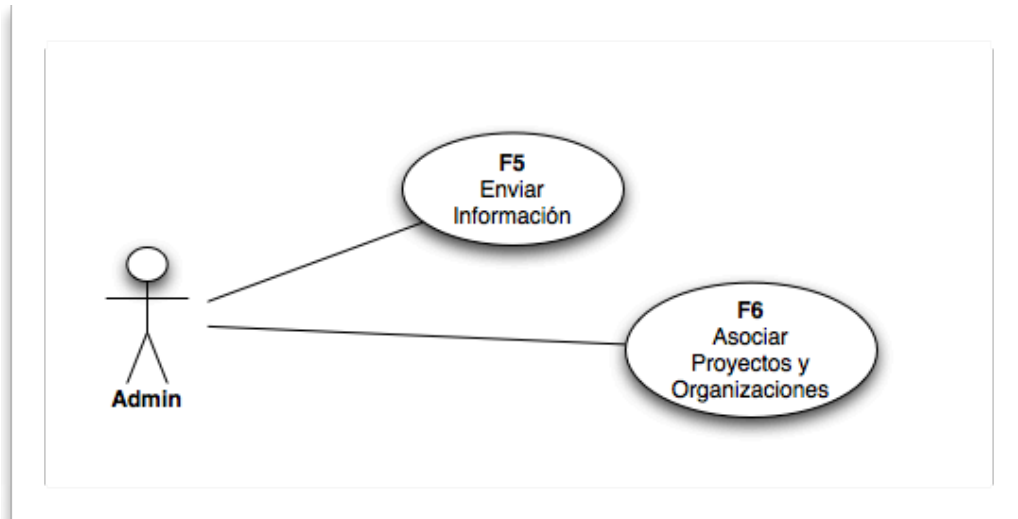 F5
Enviar
Información
F6
Asociar
Proyectos y
Organizaciones
Admin